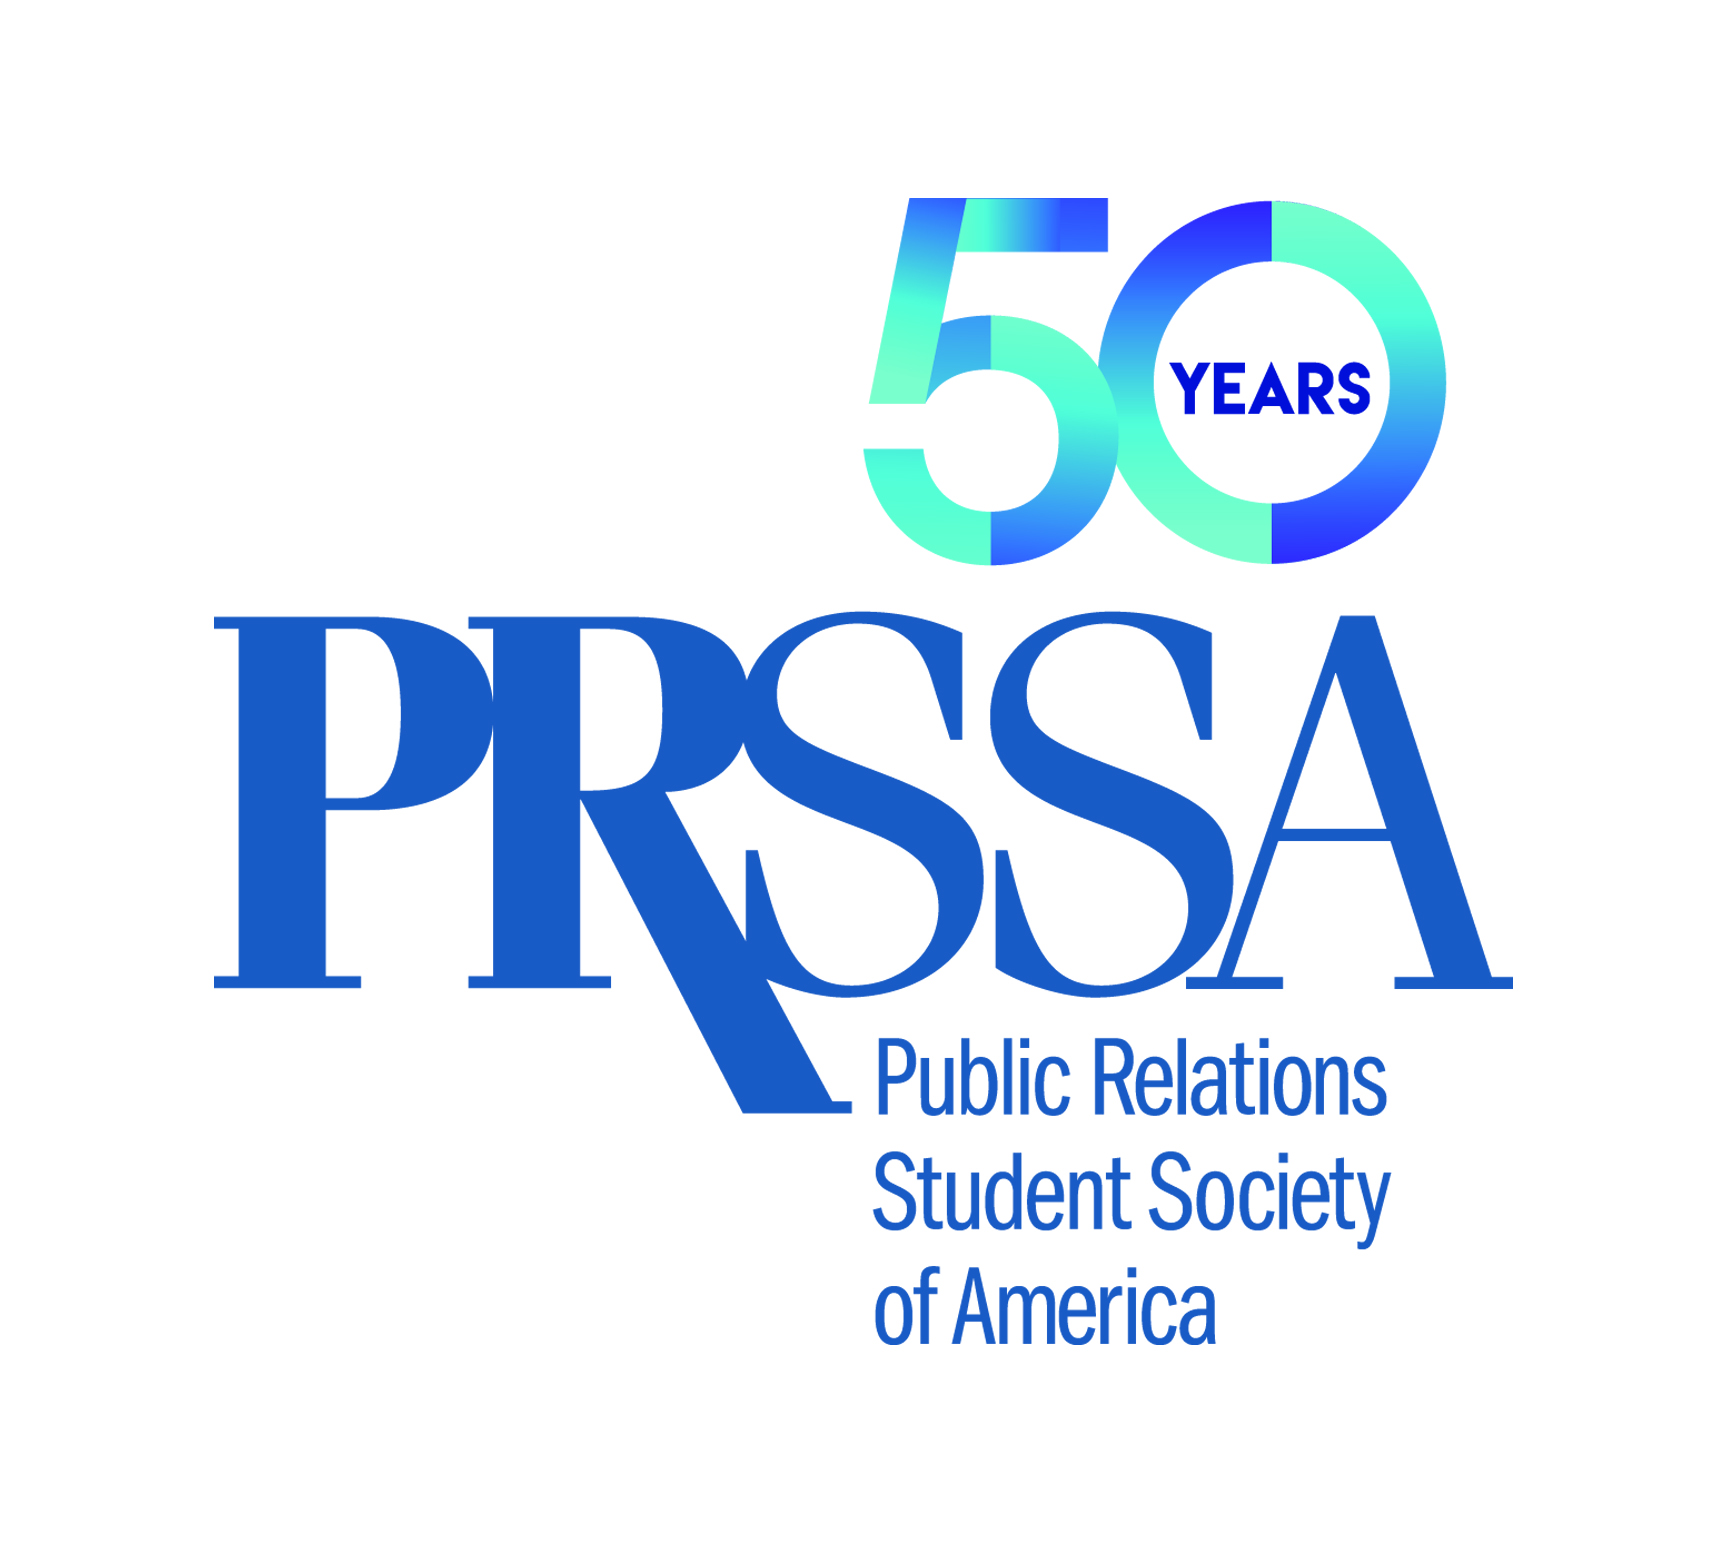 50
YEARS
PRSSA
Public Relations
Student Society
of America